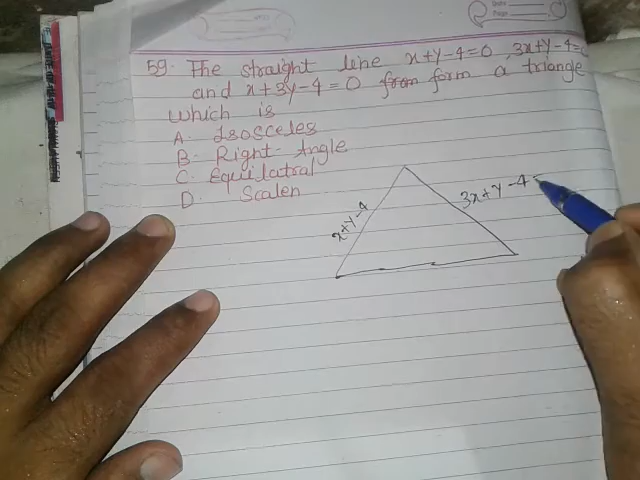 59. The straight line x+y-4=0, 3x+y-4=0
and x+3y-4=0 from form a triangle
which is
A. Isosceles
B. Right-Angle
C. Equilatral
D. Scalen
x+y-4
3x+y-4=